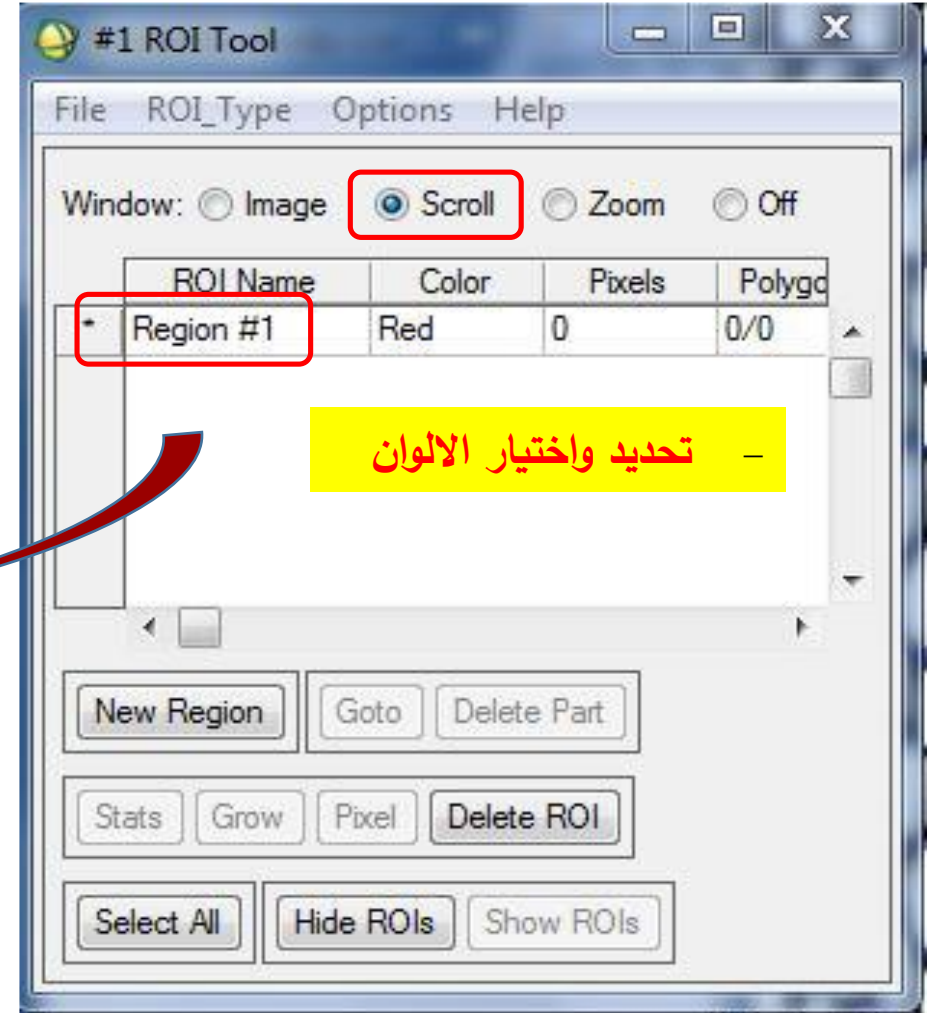 #1 ROI Tool
File ROI_Type Options Help
Window: Image Scroll Zoom Off
ROI Name Color Pixels Polygo
* Region #1 Red 0 0/0
– تحديد واختيار الالوان
New Region Goto Delete Part
Stats Grow Pixel Delete ROI
Select All Hide ROIs Show ROIs